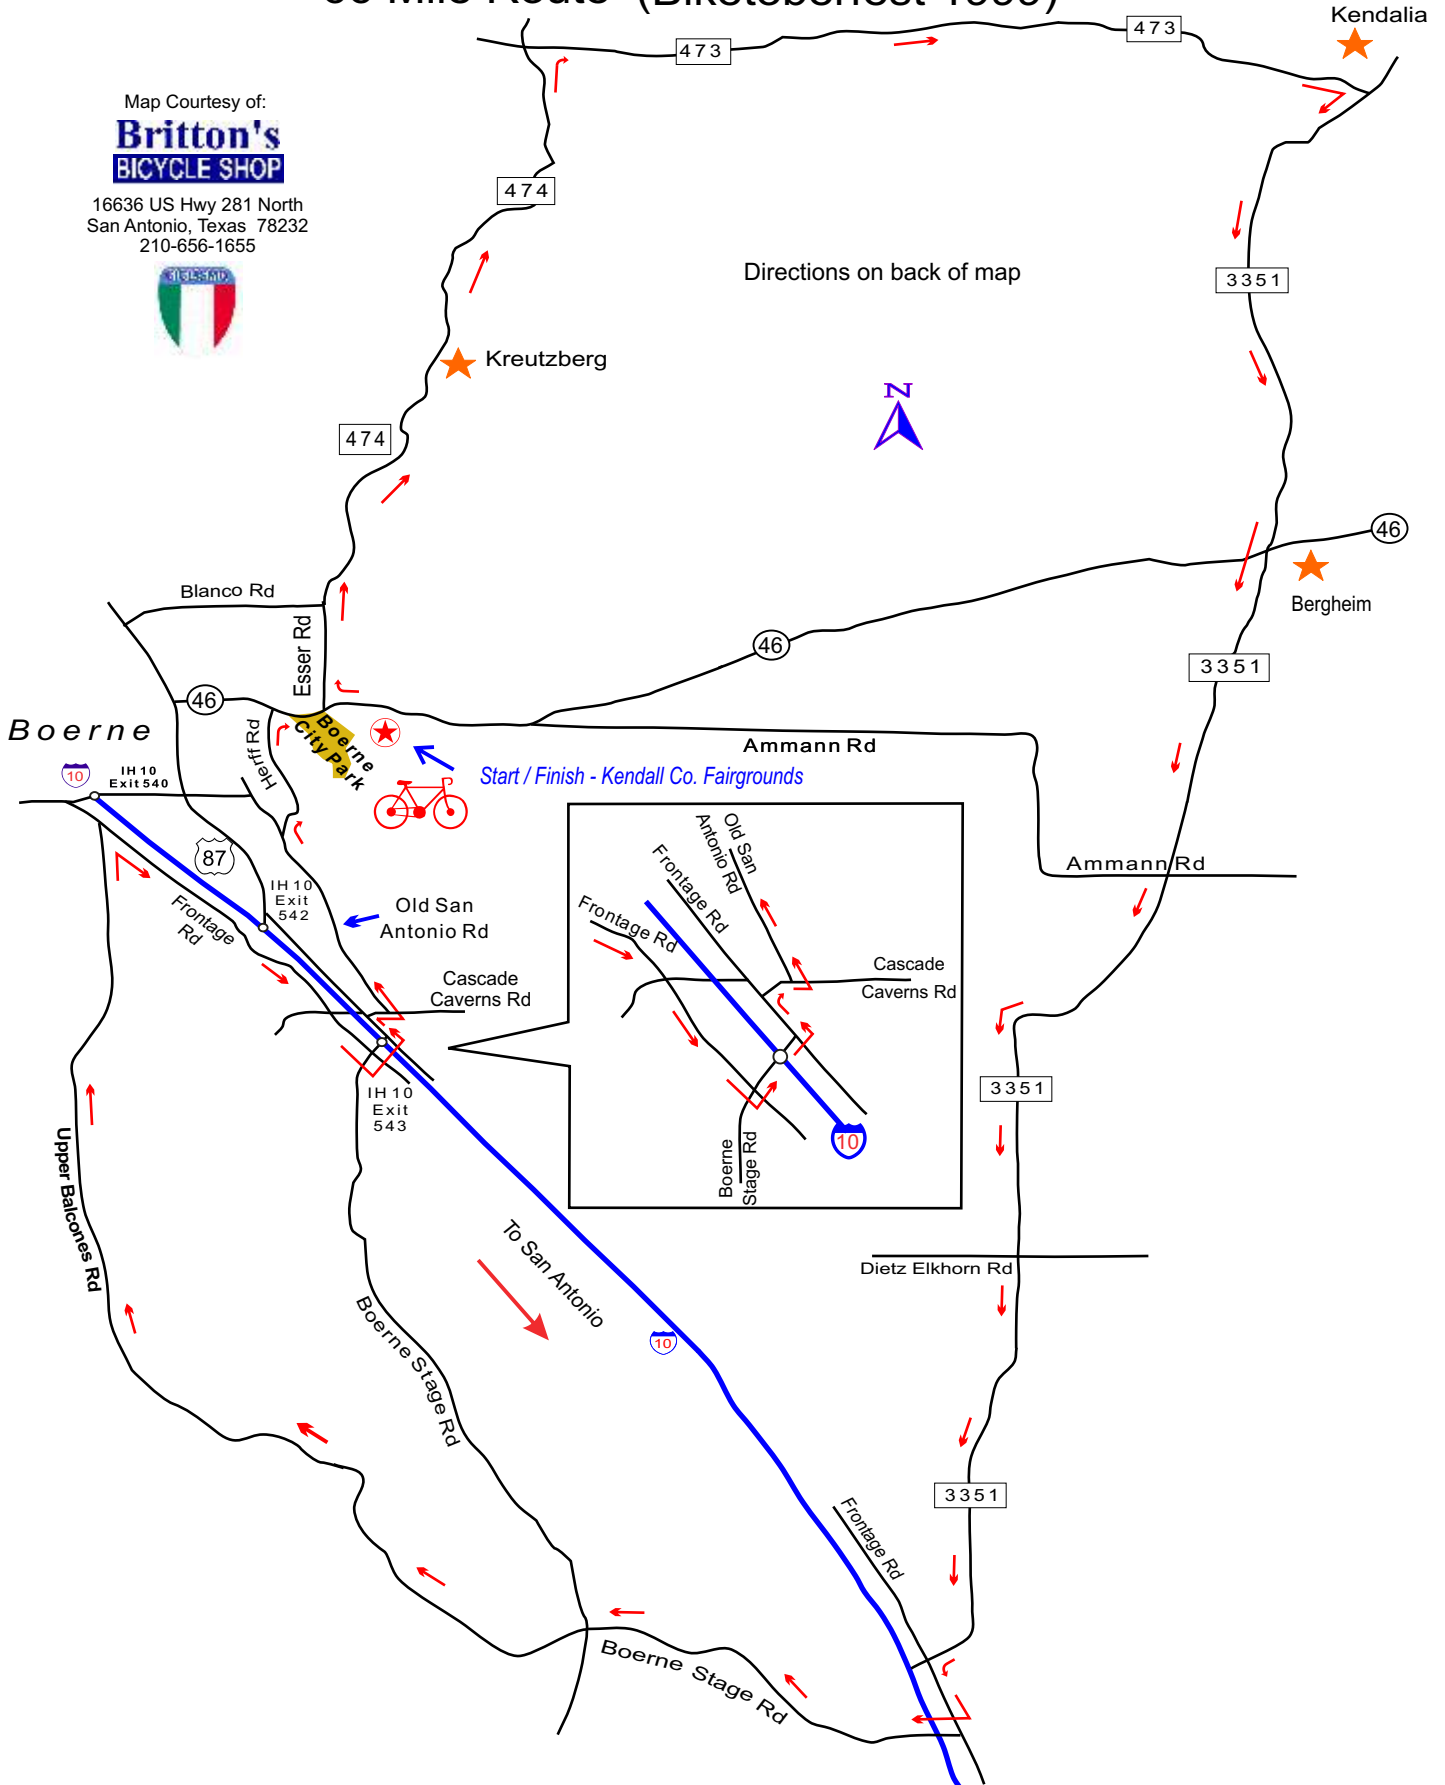 Kendalia
473
473
Map Courtesy of:
Britton's
BICYCLE SHOP
16636 US Hwy 281 North
San Antonio, Texas 78232
210-656-1655
474
Directions on back of map
3351
Kreutzberg
N
474
46
Bergheim
Blanco Rd
Esser Rd
46
3351
46
Boerne
Herff Rd
Boerne
City Park
Ammann Rd
Start / Finish - Kendall Co. Fairgrounds
10
IH 10
Exit 540
87
Ammann Rd
IH 10
Exit
542
Frontage
Rd
Old San
Antonio Rd
Cascade
Caverns Rd
Old San
Antonio Rd
Frontage Rd
Frontage Rd
Cascade
Caverns Rd
IH 10
Exit
543
3351
10
Boerne
Stage Rd
Upper Balcones Rd
To San Antonio
Dietz Elkhorn Rd
10
Boerne Stage Rd
3351
Frontage Rd
Boerne Stage Rd